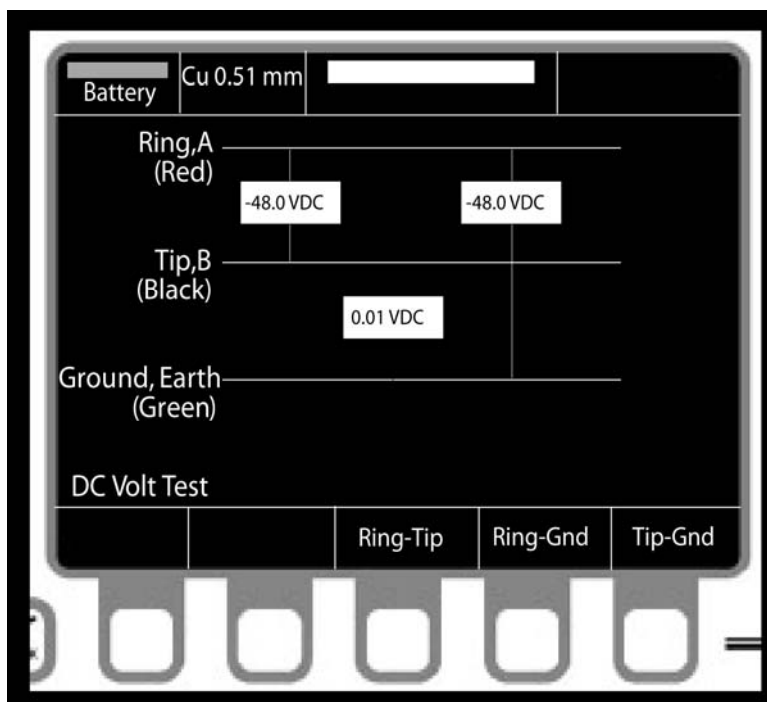 Battery
Cu 0.51 mm
Ring,A
(Red)
-48.0 VDC
-48.0 VDC
Tip,B
(Black)
0.01 VDC
Ground, Earth
(Green)
DC Volt Test
Ring-Tip
Ring-Gnd
Tip-Gnd